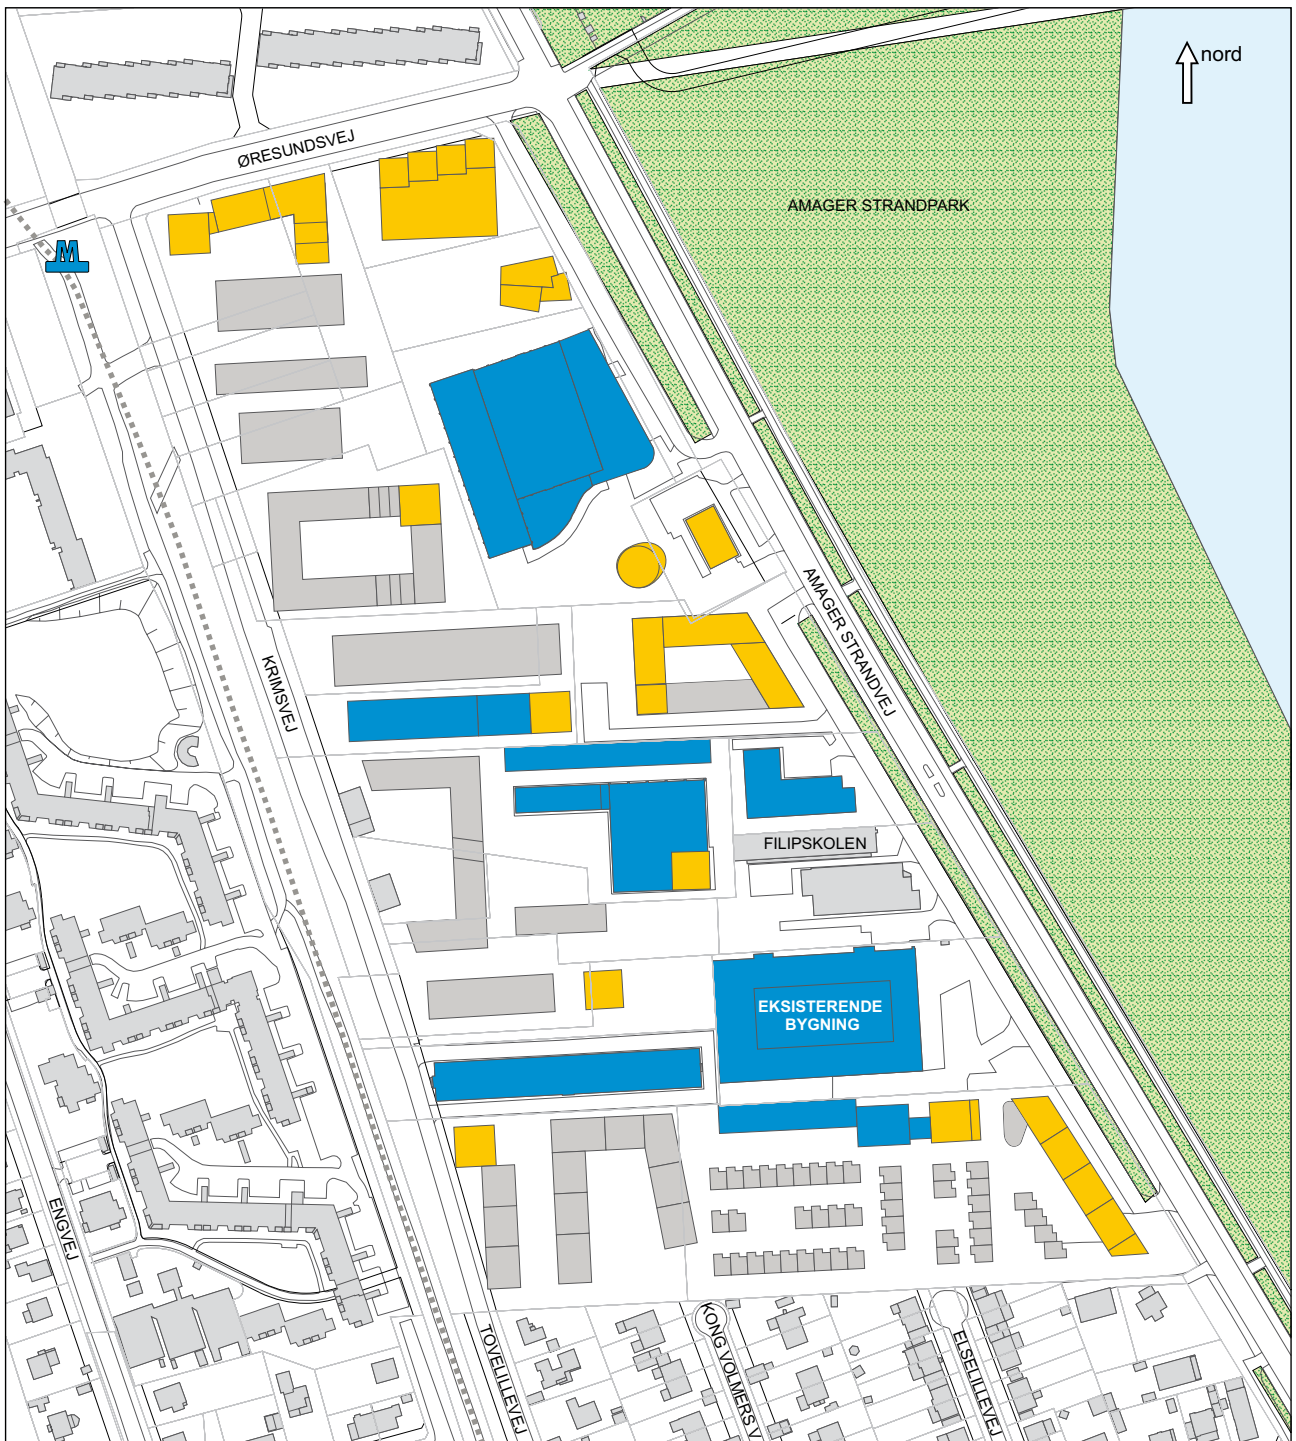 nord
ØRESUNDSVEJ
AMAGER STRANDPARK
M
AMAGER STRANDVEJ
KRIMSVEJ
FILIPSKOLEN
EKSISTERENDE
BYGNING
ENGVEJ
TOVELILLEVEJ
KONG VOLMERS V
ELSELILLEVEJ